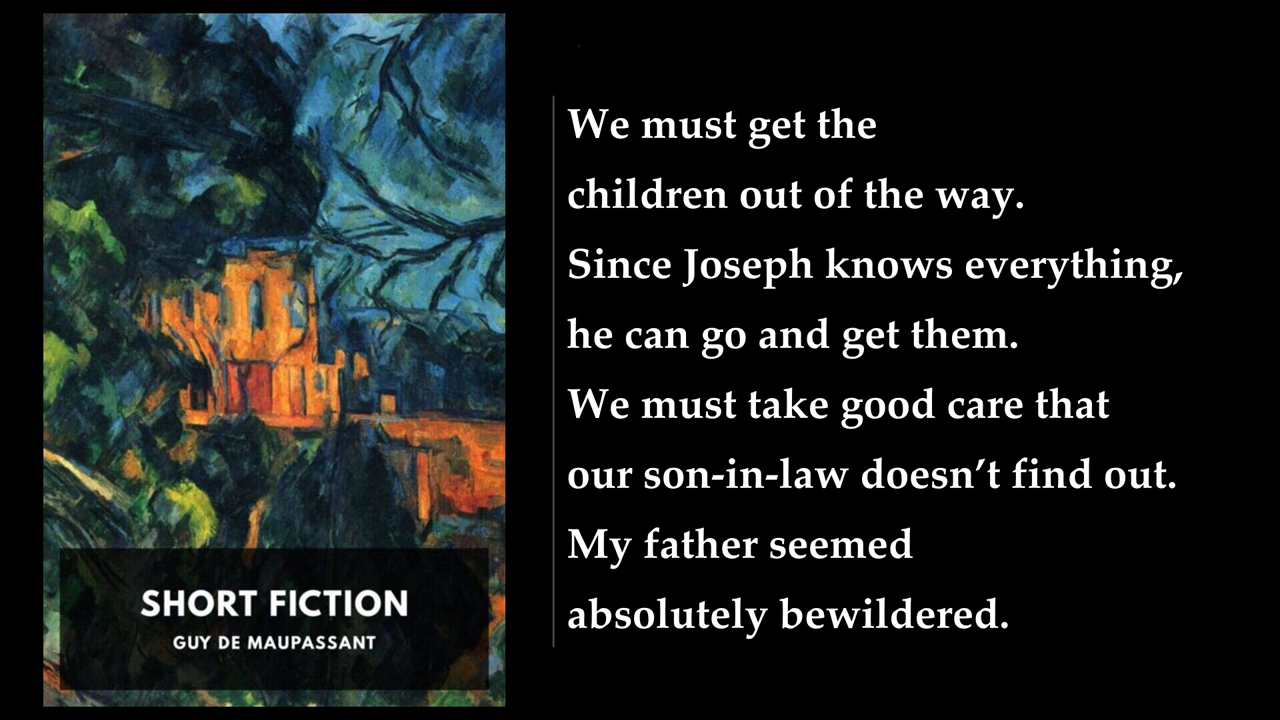 SHORT FICTION
GUY DE MAUPASSANT
We must get the
children out of the way.
Since Joseph knows everything,
he can go and get them.
We must take good care that
our son-in-law doesn’t find out.
My father seemed
absolutely bewildered.